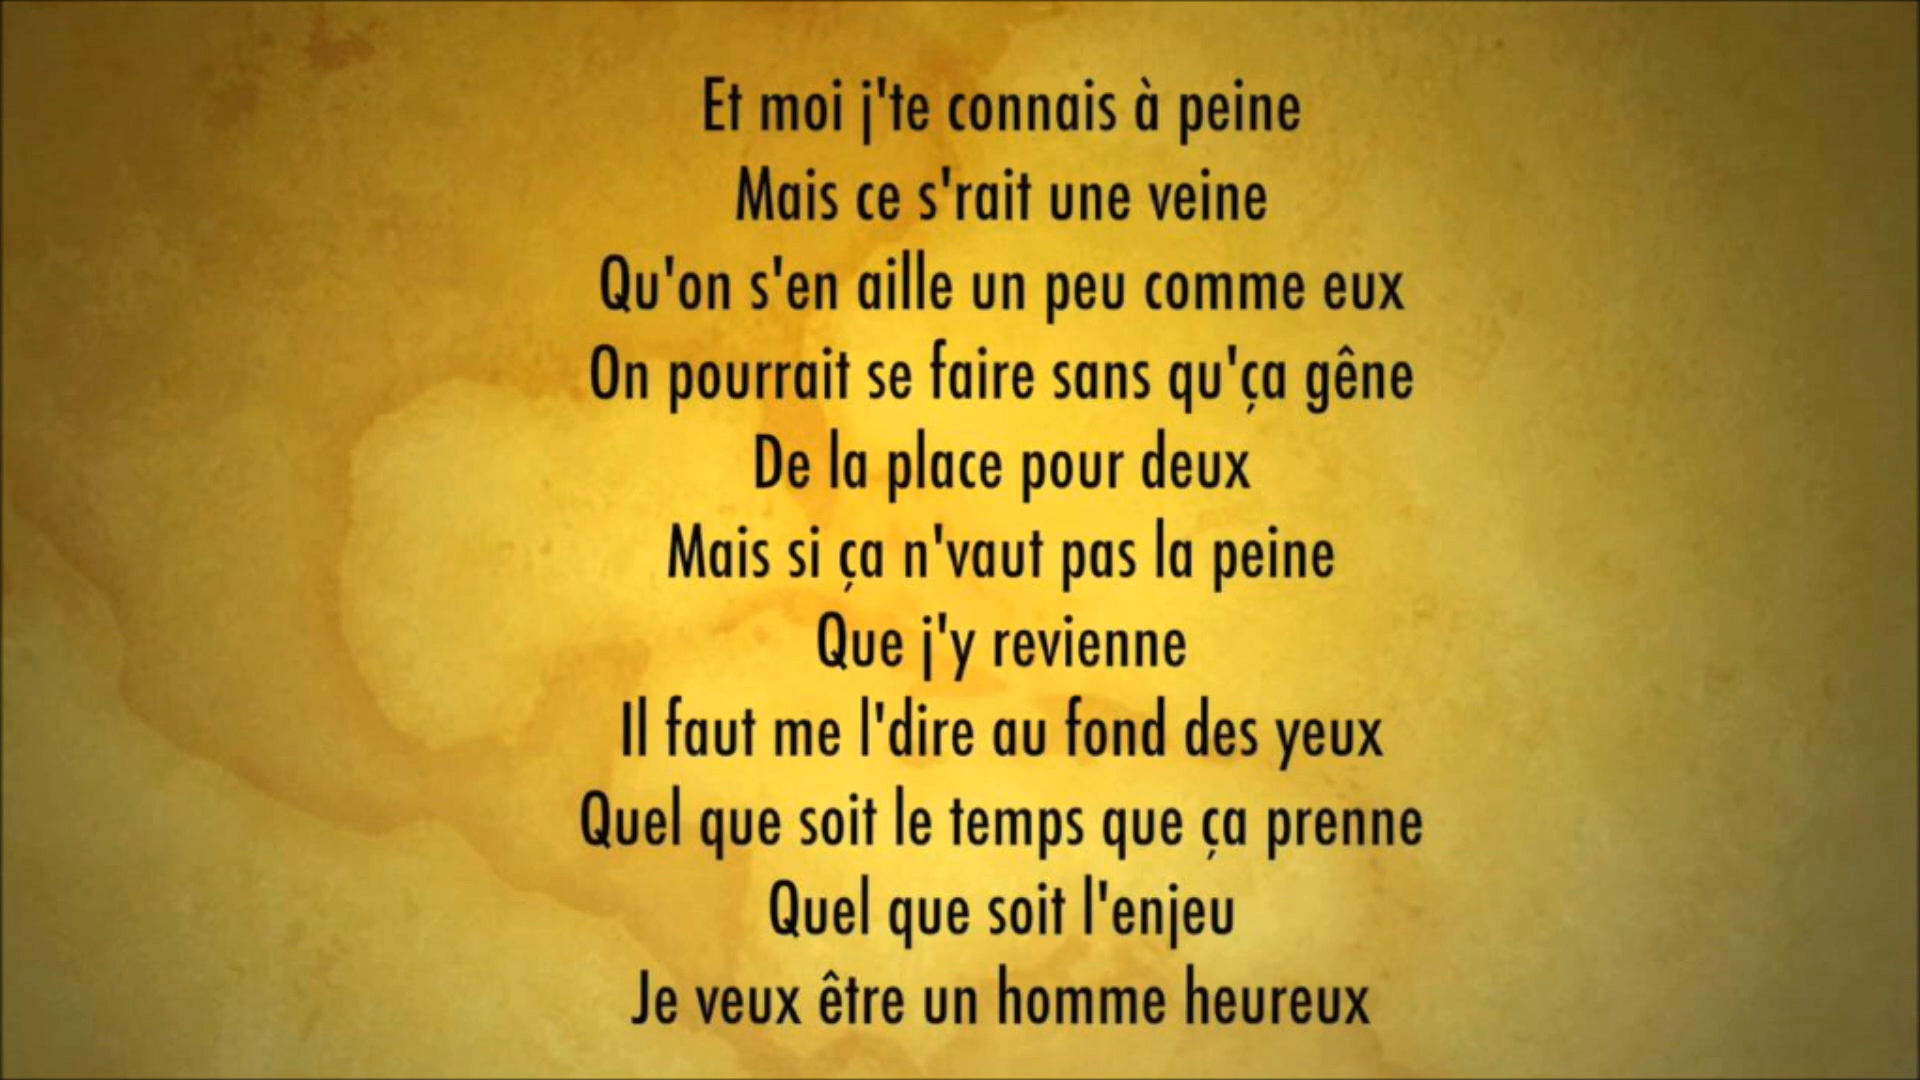 Et moi j'te connais à peine
Mais ce s'rait une veine
Qu'on s'en aille un peu comme eux
On pourrait se faire sans qu'ça gêne
De la place pour deux
Mais si ça n'vaut pas la peine
Que j'y revienne
Il faut me l'dire au fond des yeux
Quel que soit le temps que ça prenne
Quel que soit l'enjeu
Je veux être un homme heureux